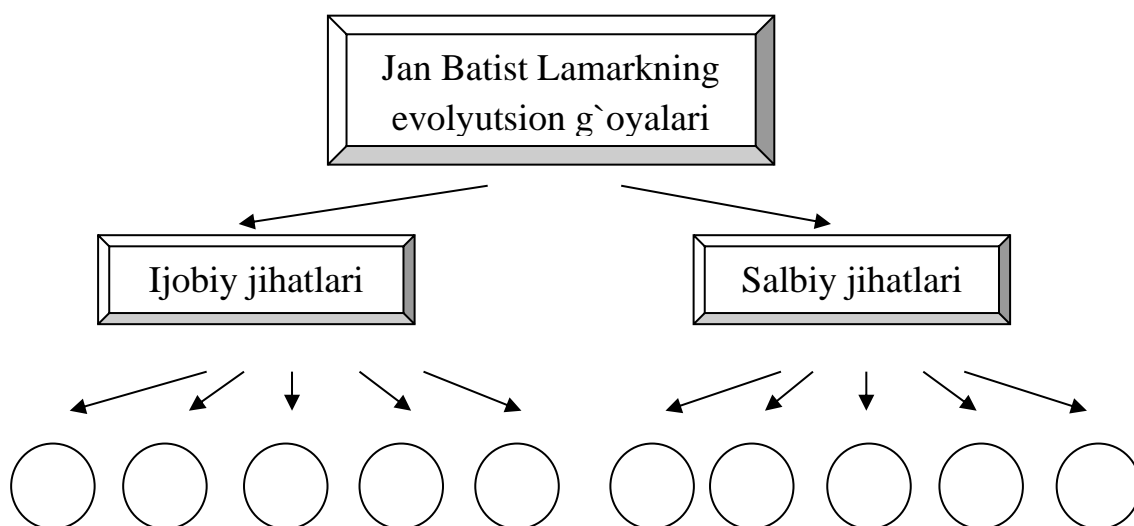 Jan Batist Lamarkning
evolyutsion g`oyalari
Ijobiy jihatlari
Salbiy jihatlari